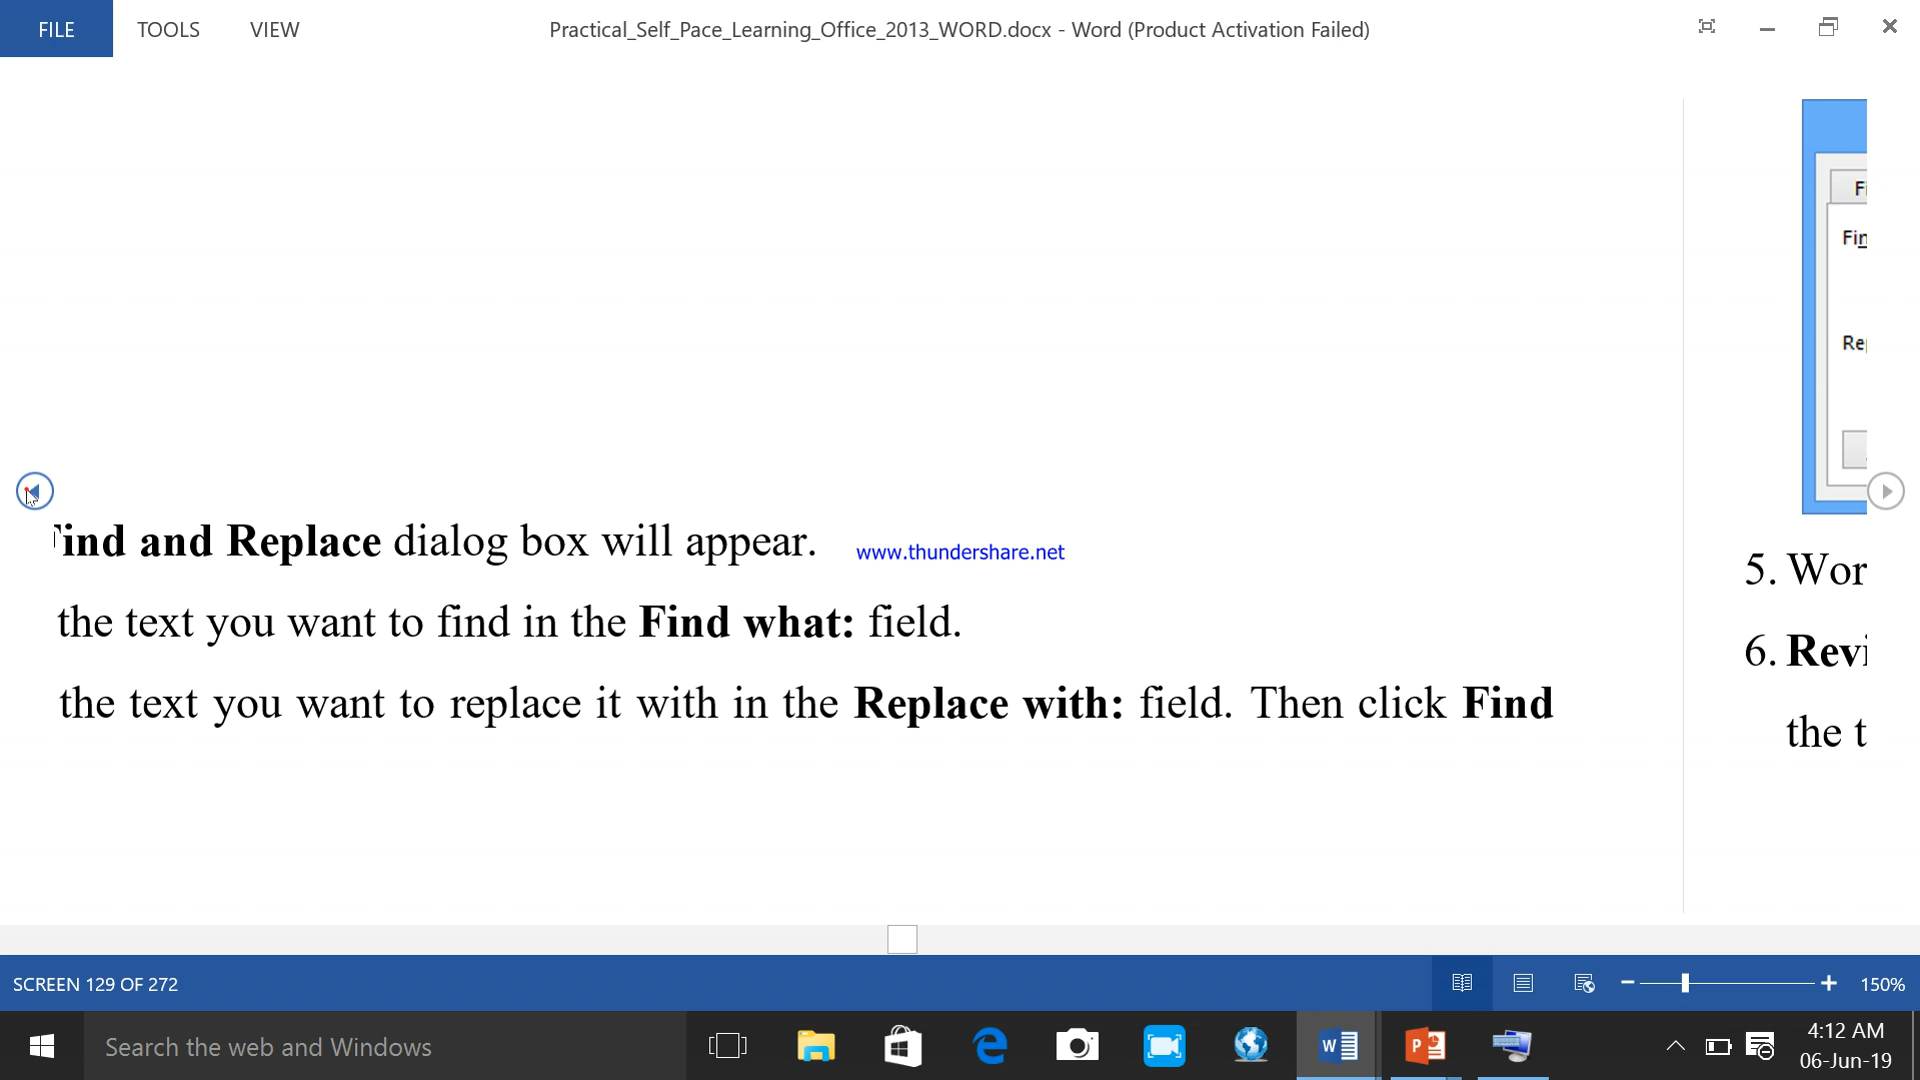 FILE TOOLS VIEW Practical_Self_Pace_Learning_Office_2013_WORD.docx - Word (Product Activation Failed)
Fin
Rep
ind and Replace dialog box will appear.
www.thundershare.net
the text you want to find in the Find what: field.
the text you want to replace it with in the Replace with: field. Then click Find
5. Wor
6. Revi
the t
SCREEN 129 OF 272
150%
Search the web and Windows
4:12 AM
06-Jun-19